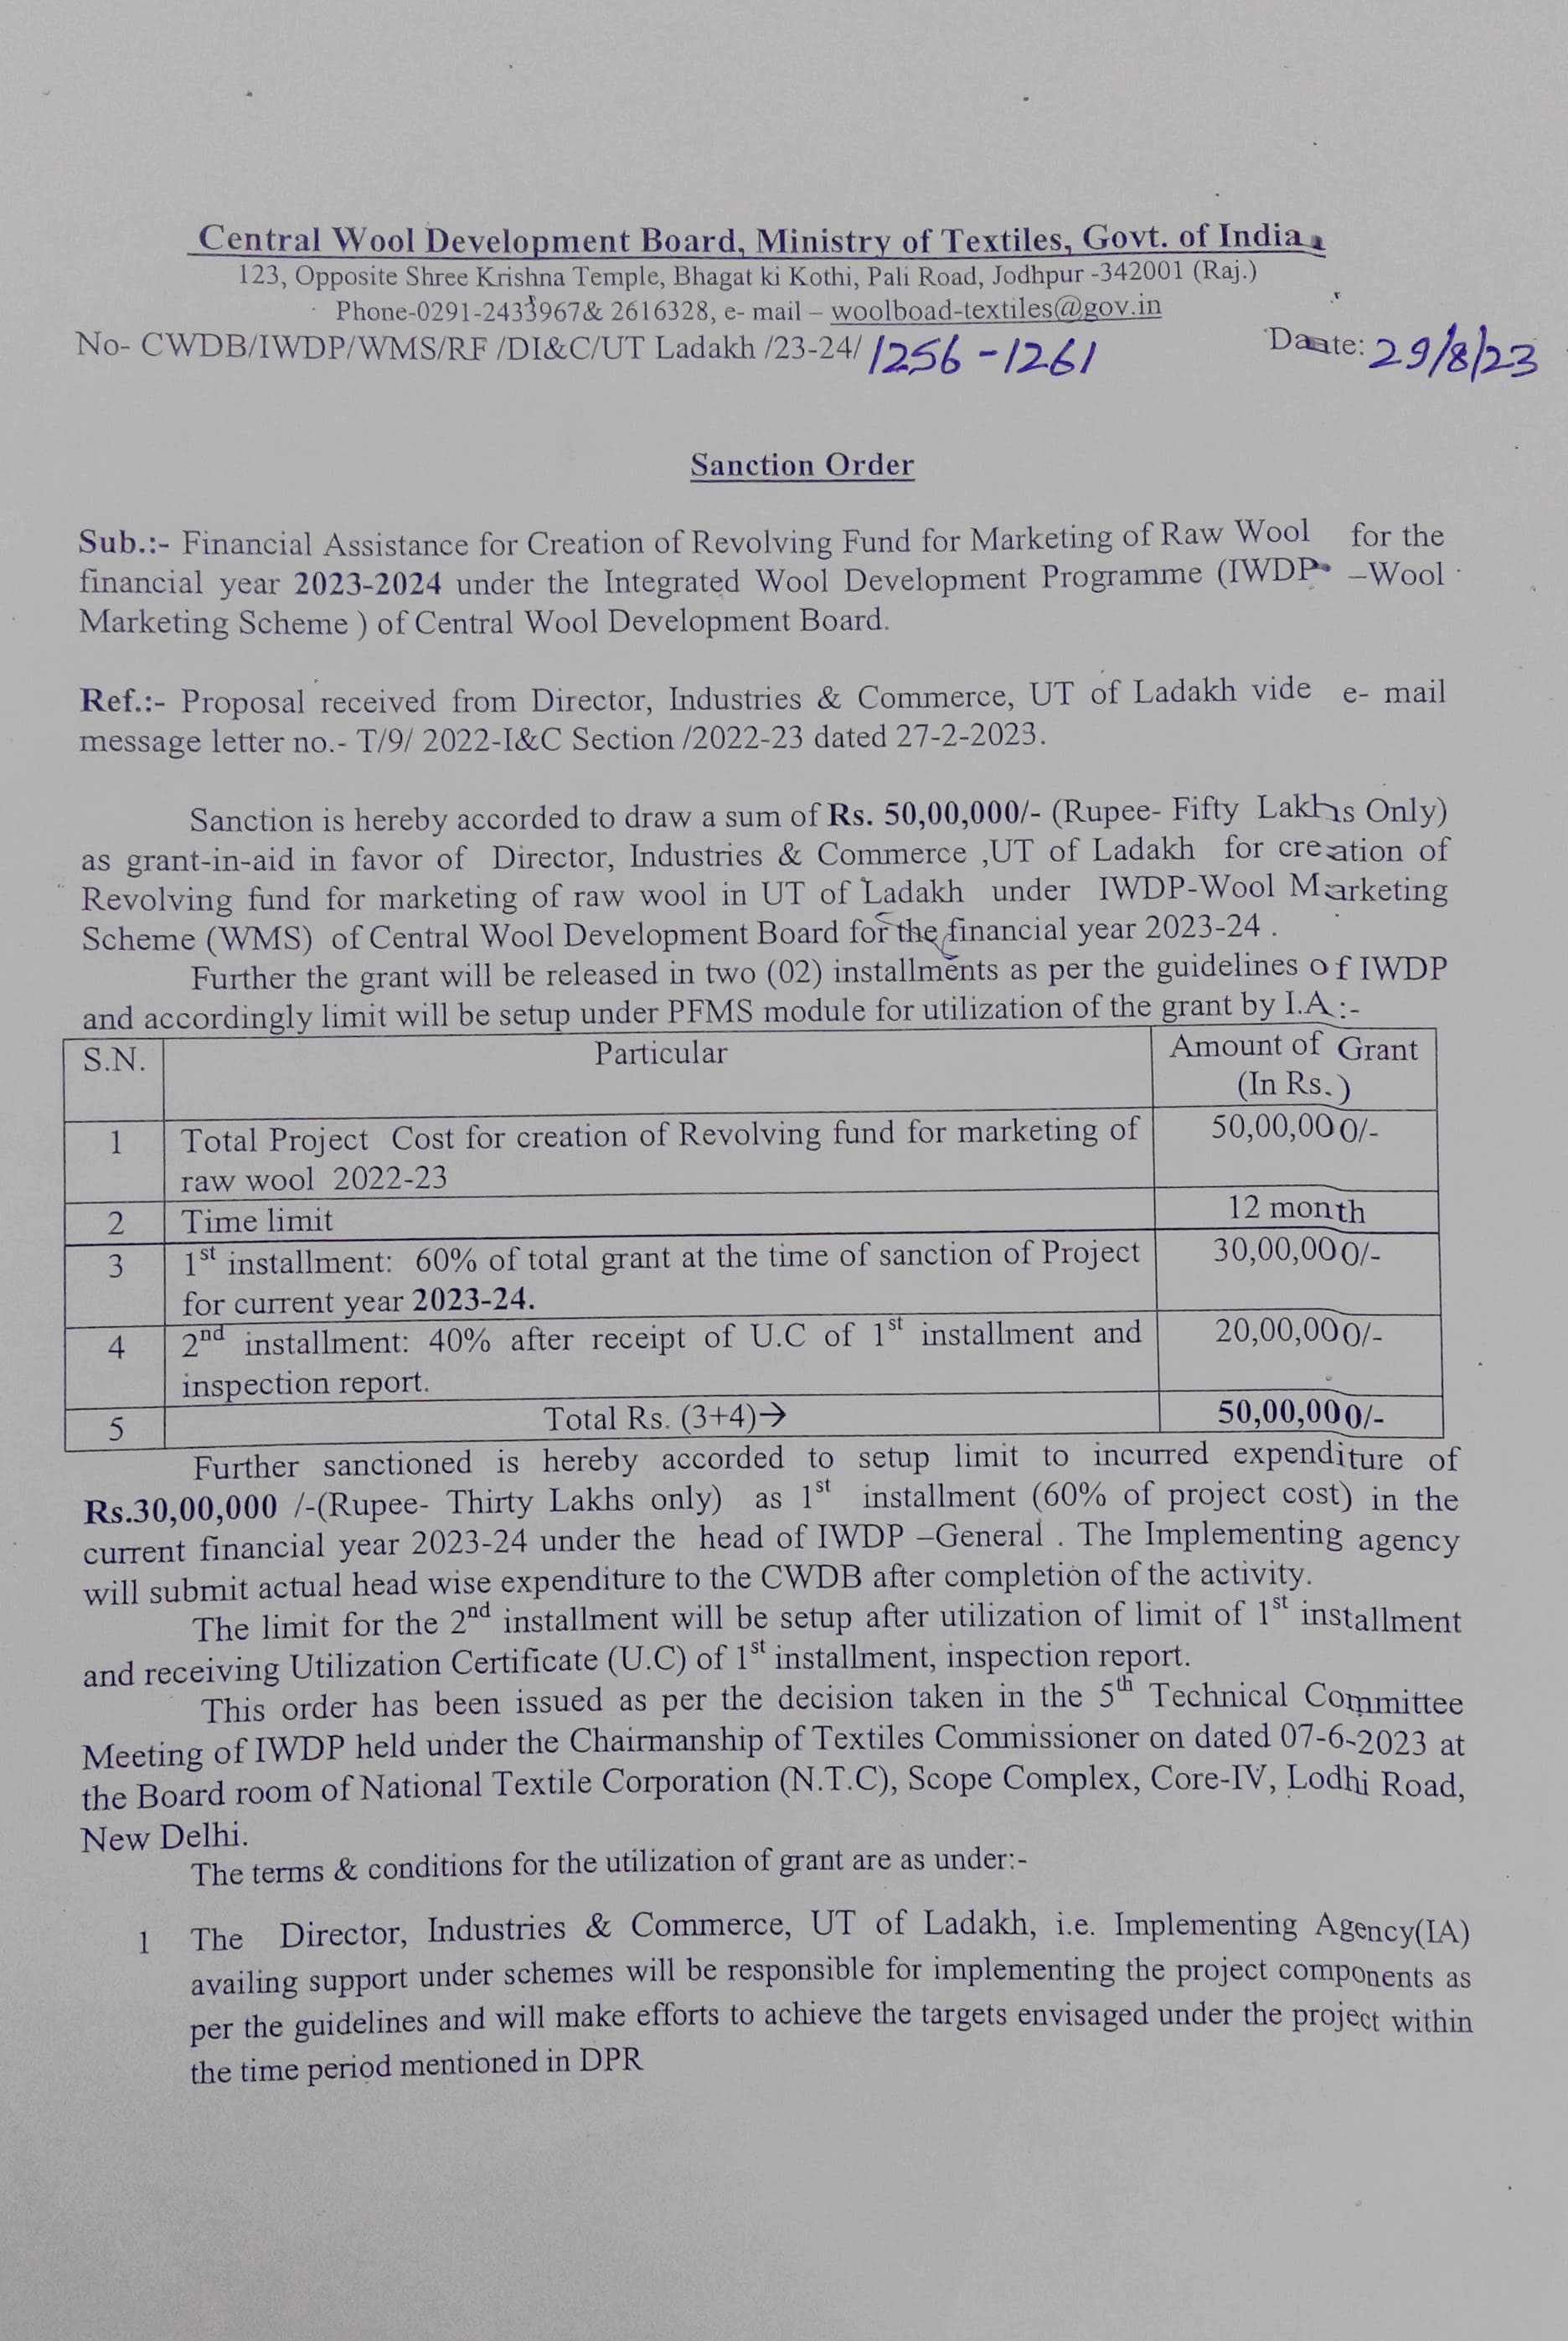 Central Wool Development Board, Ministry of Textiles, Govt. of India
123, Opposite Shree Krishna Temple, Bhagat ki Kothi, Pali Road, Jodhpur -342001 (Raj.)
Phone-0291-2433967& 2616328, e- mail – woolboad-textiles@gov.in
No- CWDB/IWDP/WMS/RF /DI&C/UT Ladakh /23-24/ 1256-1261 Daate: 29/8/23
Sanction Order
Sub.:- Financial Assistance for Creation of Revolving Fund for Marketing of Raw Wool for the
financial year 2023-2024 under the Integrated Wool Development Programme (IWDP –Wool
Marketing Scheme ) of Central Wool Development Board.
Ref.:- Proposal received from Director, Industries & Commerce, UT of Ladakh vide e- mail
message letter no.- T/9/ 2022-I&C Section /2022-23 dated 27-2-2023.
Sanction is hereby accorded to draw a sum of Rs. 50,00,000/- (Rupee- Fifty Lakhs Only)
as grant-in-aid in favor of Director, Industries & Commerce ,UT of Ladakh for creation of
Revolving fund for marketing of raw wool in UT of Ladakh under IWDP-Wool Marketing
Scheme (WMS) of Central Wool Development Board for the financial year 2023-24 .
Further the grant will be released in two (02) installments as per the guidelines of IWDP
and accordingly limit will be setup under PFMS module for utilization of the grant by I.A:-
S.N. Particular Amount of Grant
(In Rs.)
1 Total Project Cost for creation of Revolving fund for marketing of 50,00,000/-
raw wool 2022-23
2 Time limit 12 month
3 1st installment: 60% of total grant at the time of sanction of Project 30,00,000/-
for current year 2023-24.
4 2nd installment: 40% after receipt of U.C of 1st installment and 20,00,000/-
inspection report.
5 Total Rs. (3+4)→ 50,00,000/-
Further sanctioned is hereby accorded to setup limit to incurred expenditure of
Rs.30,00,000 /-(Rupee- Thirty Lakhs only) as 1st installment (60% of project cost) in the
current financial year 2023-24 under the head of IWDP –General . The Implementing agency
will submit actual head wise expenditure to the CWDB after completion of the activity.
The limit for the 2nd installment will be setup after utilization of limit of 1st installment
and receiving Utilization Certificate (U.C) of 1st installment, inspection report.
This order has been issued as per the decision taken in the 5th Technical Committee
Meeting of IWDP held under the Chairmanship of Textiles Commissioner on dated 07-6-2023 at
the Board room of National Textile Corporation (N.T.C), Scope Complex, Core-IV, Lodhi Road,
New Delhi.
The terms & conditions for the utilization of grant are as under:-
1 The Director, Industries & Commerce, UT of Ladakh, i.e. Implementing Agency(IA)
availing support under schemes will be responsible for implementing the project components as
per the guidelines and will make efforts to achieve the targets envisaged under the project within
the time period mentioned in DPR